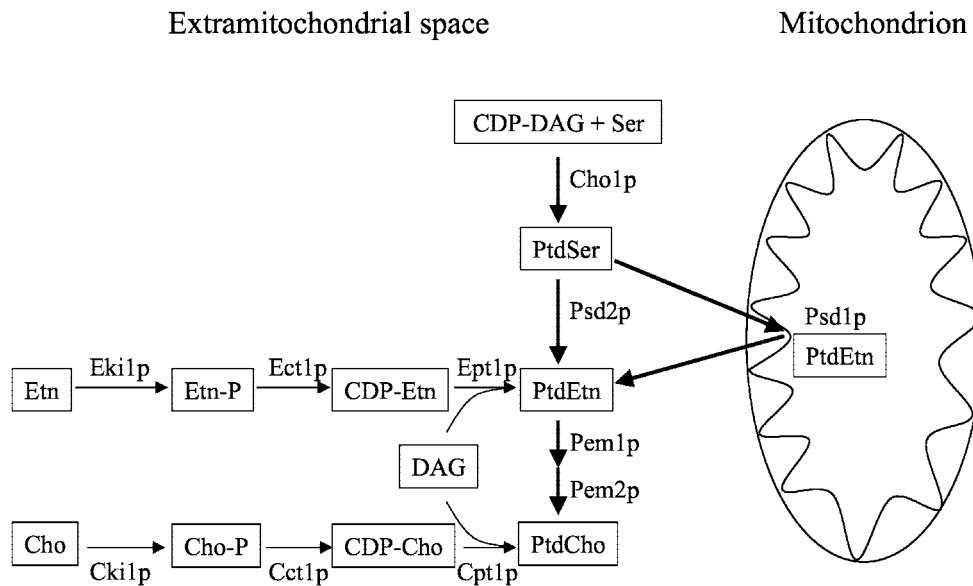 Extramitochondrial space
Mitochondrion
CDP-DAG + Ser
Cho1p
PtdSer
Psd2p
Psd1p
PtdEtn
Eki1p
Ect1p
Ept1p
Etn
Etn-P
CDP-Etn
PtdEtn
Pem1p
DAG
Pem2p
Cho
Cho-P
CDP-Cho
PtdCho
Cki1p
Cct1p
Cpt1p